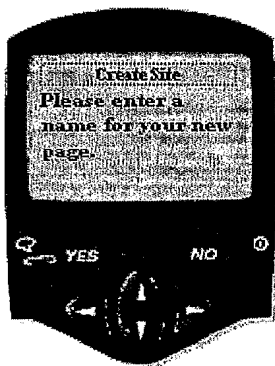 Create Site
Please enter a
name for your new
page.
YES NO